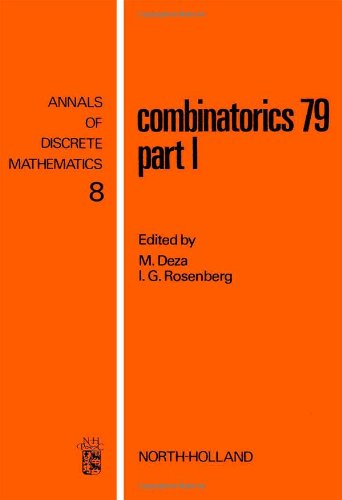 ANNALS
OF
DISCRETE
MATHEMATICS
8
combinatorics 79
part I
Edited by
M. Deza
I. G. Rosenberg
N H
NORTH-HOLLAND